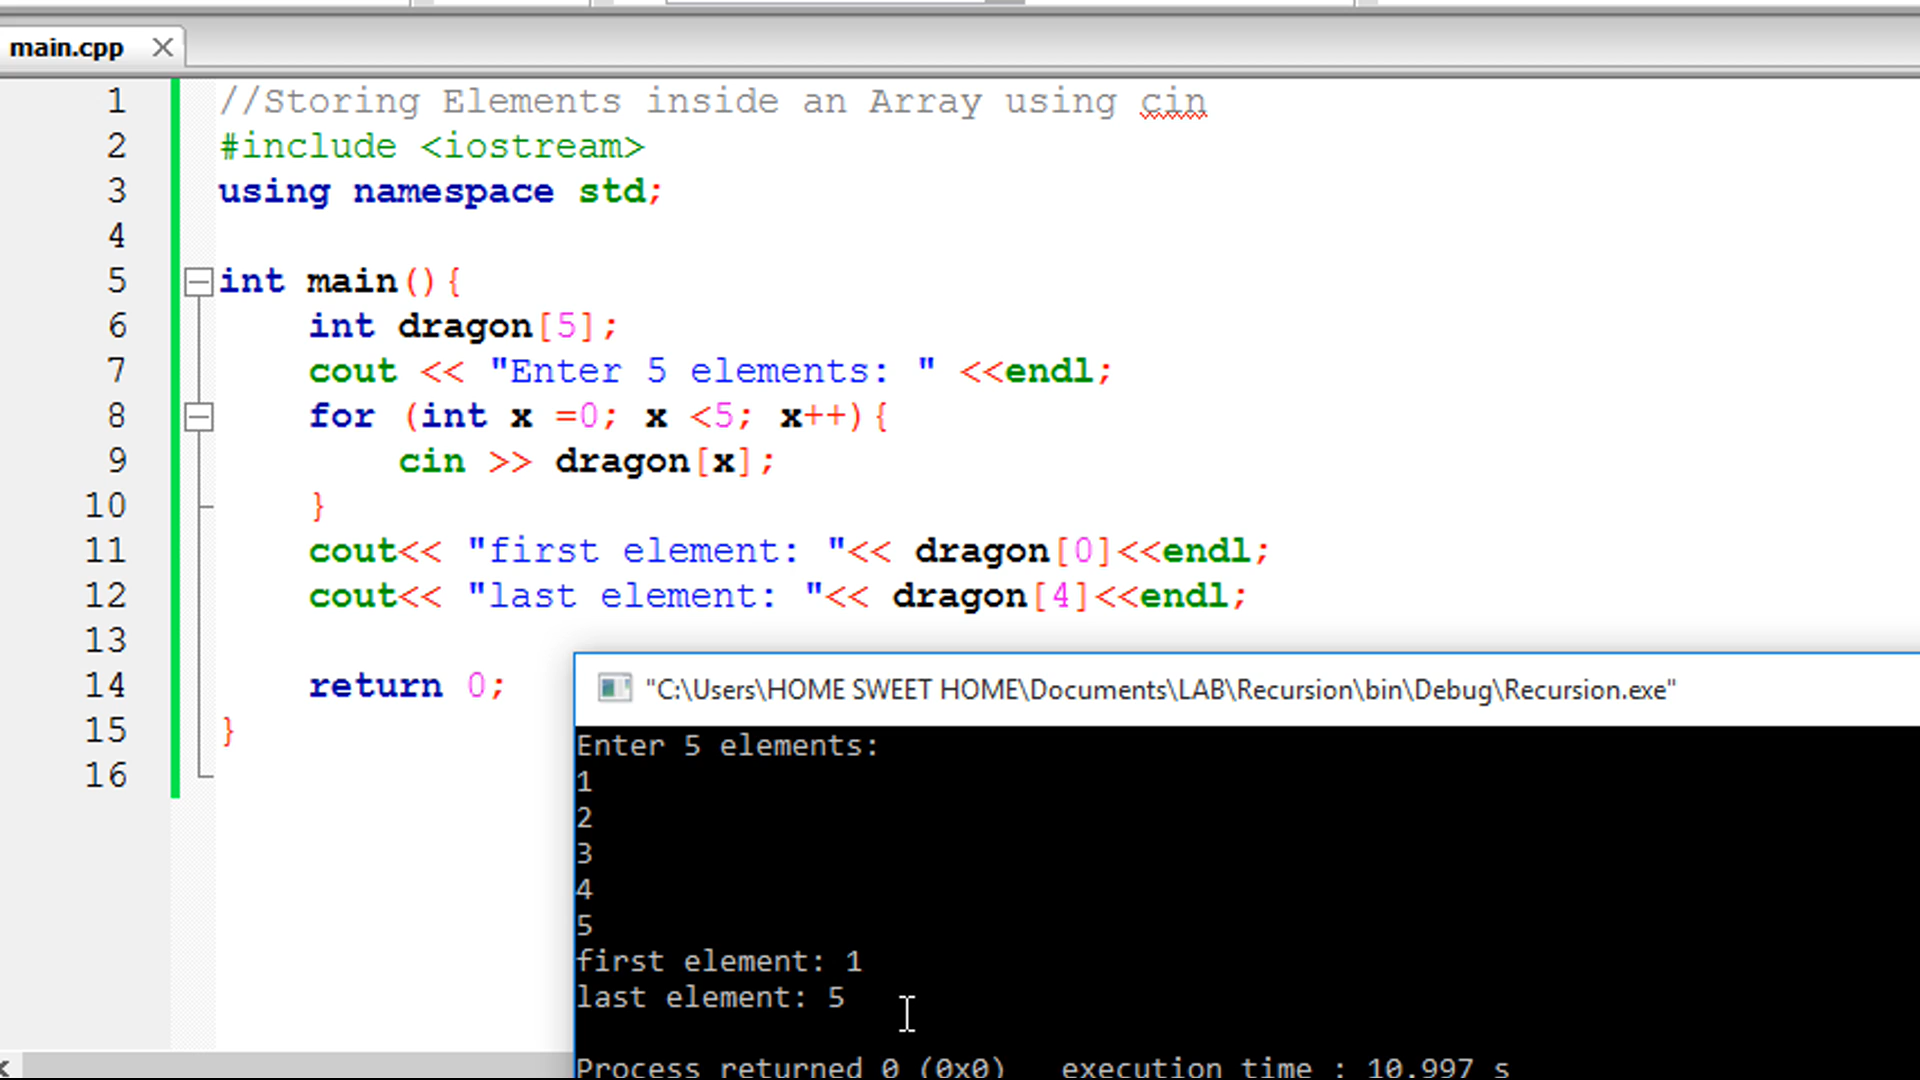 main.cpp
1 //Storing Elements inside an Array using cin
2 #include <iostream>
3 using namespace std;
4
5 int main(){
6 int dragon[5];
7 cout << "Enter 5 elements: " <<endl;
8 for (int x =0; x <5; x++){
9 cin >> dragon[x];
10 }
11 cout<< "first element: "<< dragon[0]<<endl;
12 cout<< "last element: "<< dragon[4]<<endl;
13
14 return 0;
15 }
16
"C:\Users\HOME SWEET HOME\Documents\LAB\Recursion\bin\Debug\Recursion.exe"
Enter 5 elements:
1
2
3
4
5
first element: 1
last element: 5
Process returned 0 (0x0) execution time : 10.997 s